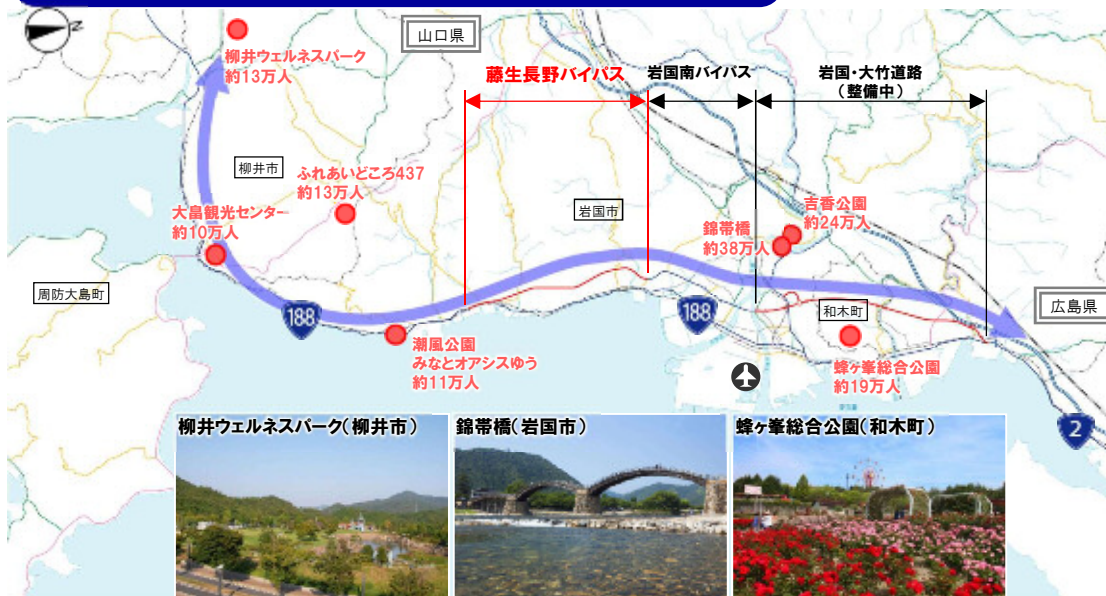 Z
山口県
柳井ウェルネスパーク
約13万人
藤生長野バイパス
岩国南バイパス
岩国・大竹道路
(整備中)
柳井市
ふれあいどころ437
約13万人
大畠観光センター
約10万人
岩国市
吉香公園
約24万人
錦帯橋
約38万人
周防大島町
188
188
和木町
広島県
潮風公園
みなとオアシスゆう
約11万人
蜂ヶ峯総合公園
約19万人
2
柳井ウェルネスパーク(柳井市)
錦帯橋(岩国市)
蜂ヶ峯総合公園(和木町)